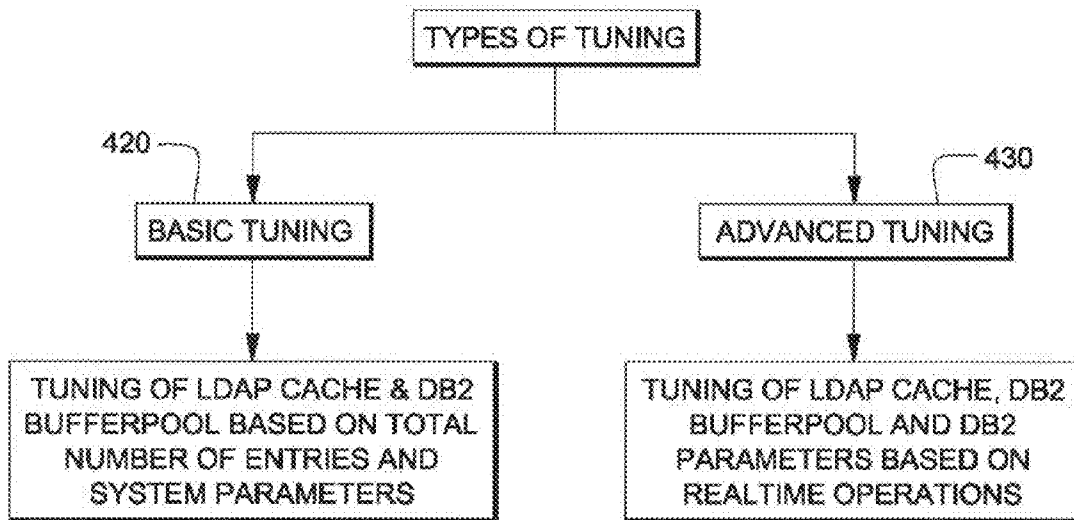 TYPES OF TUNING
420
430
BASIC TUNING
ADVANCED TUNING
TUNING OF LDAP CACHE & DB2
BUFFERPOOL BASED ON TOTAL
NUMBER OF ENTRIES AND
SYSTEM PARAMETERS
TUNING OF LDAP CACHE, DB2
BUFFERPOOL AND DB2
PARAMETERS BASED ON
REALTIME OPERATIONS